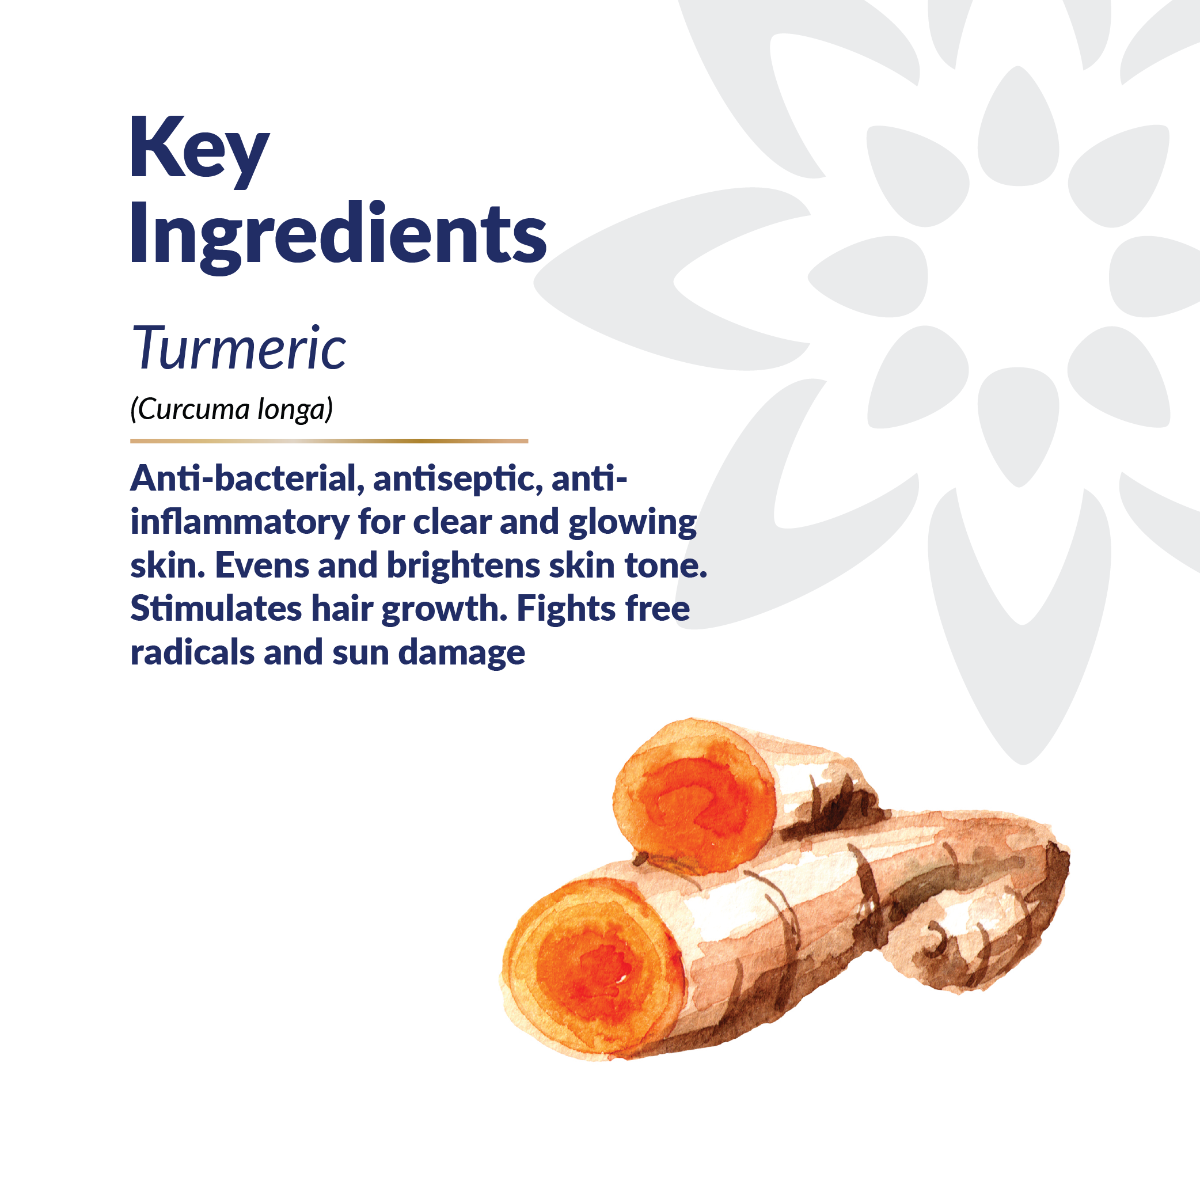 Key
Ingredients
Turmeric
(Curcuma longa)
Anti-bacterial, antiseptic, anti-
inflammatory for clear and glowing
skin. Evens and brightens skin tone.
Stimulates hair growth. Fights free
radicals and sun damage